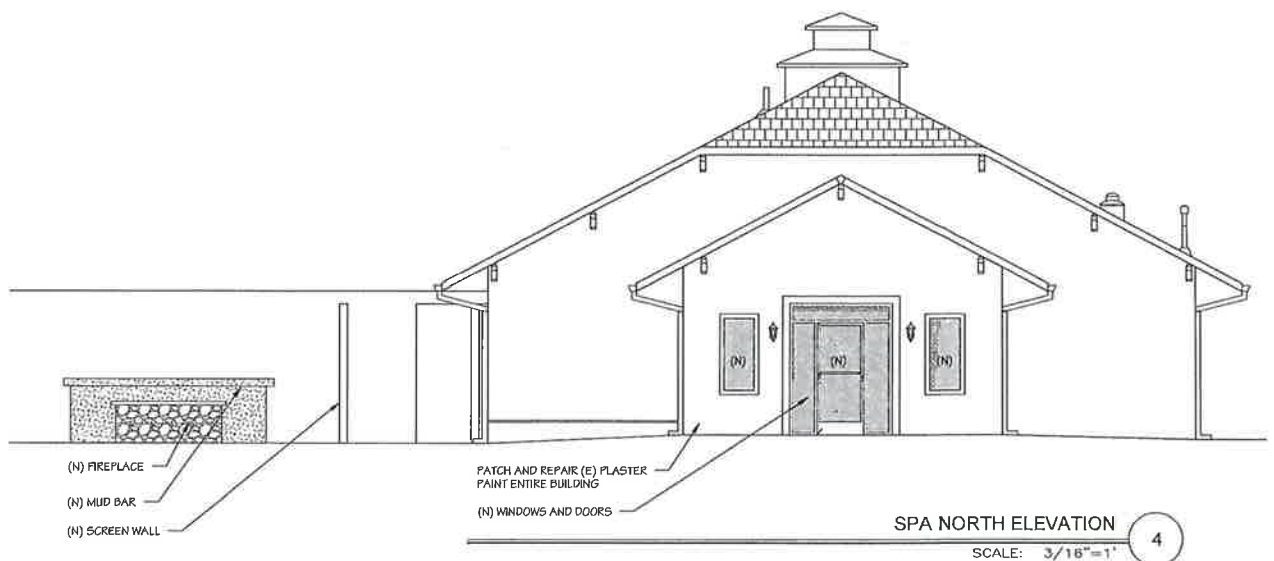 (N)
(N)
(N)
(N) FIREPLACE
(N) MUD BAR
(N) SCREEN WALL
PATCH AND REPAIR (E) PLASTER
PAINT ENTIRE BUILDING
(N) WINDOWS AND DOORS
SPA NORTH ELEVATION
4
SCALE: 3/16"=1'